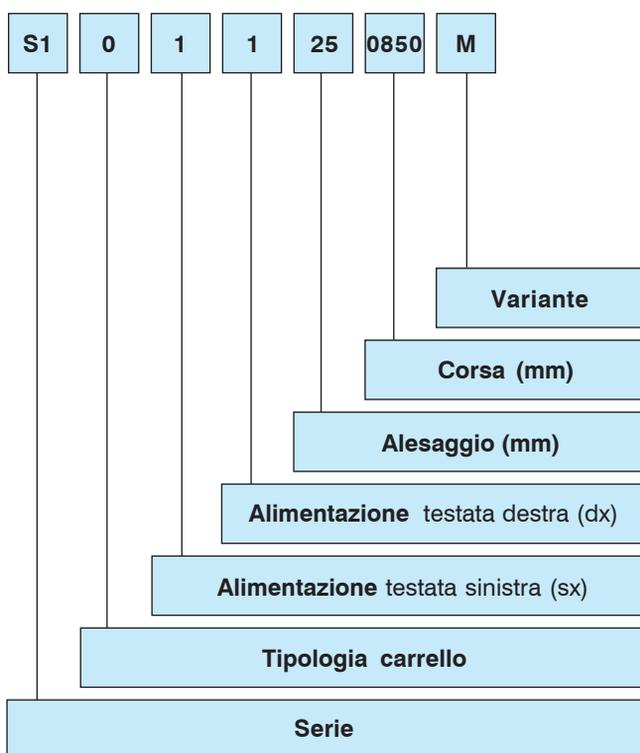 S1 0 1 1 25 0850 M
Variante
Corsa (mm)
Alesaggio (mm)
Alimentazione testata destra (dx)
Alimentazione testata sinistra (sx)
Tipologia carrello
Serie